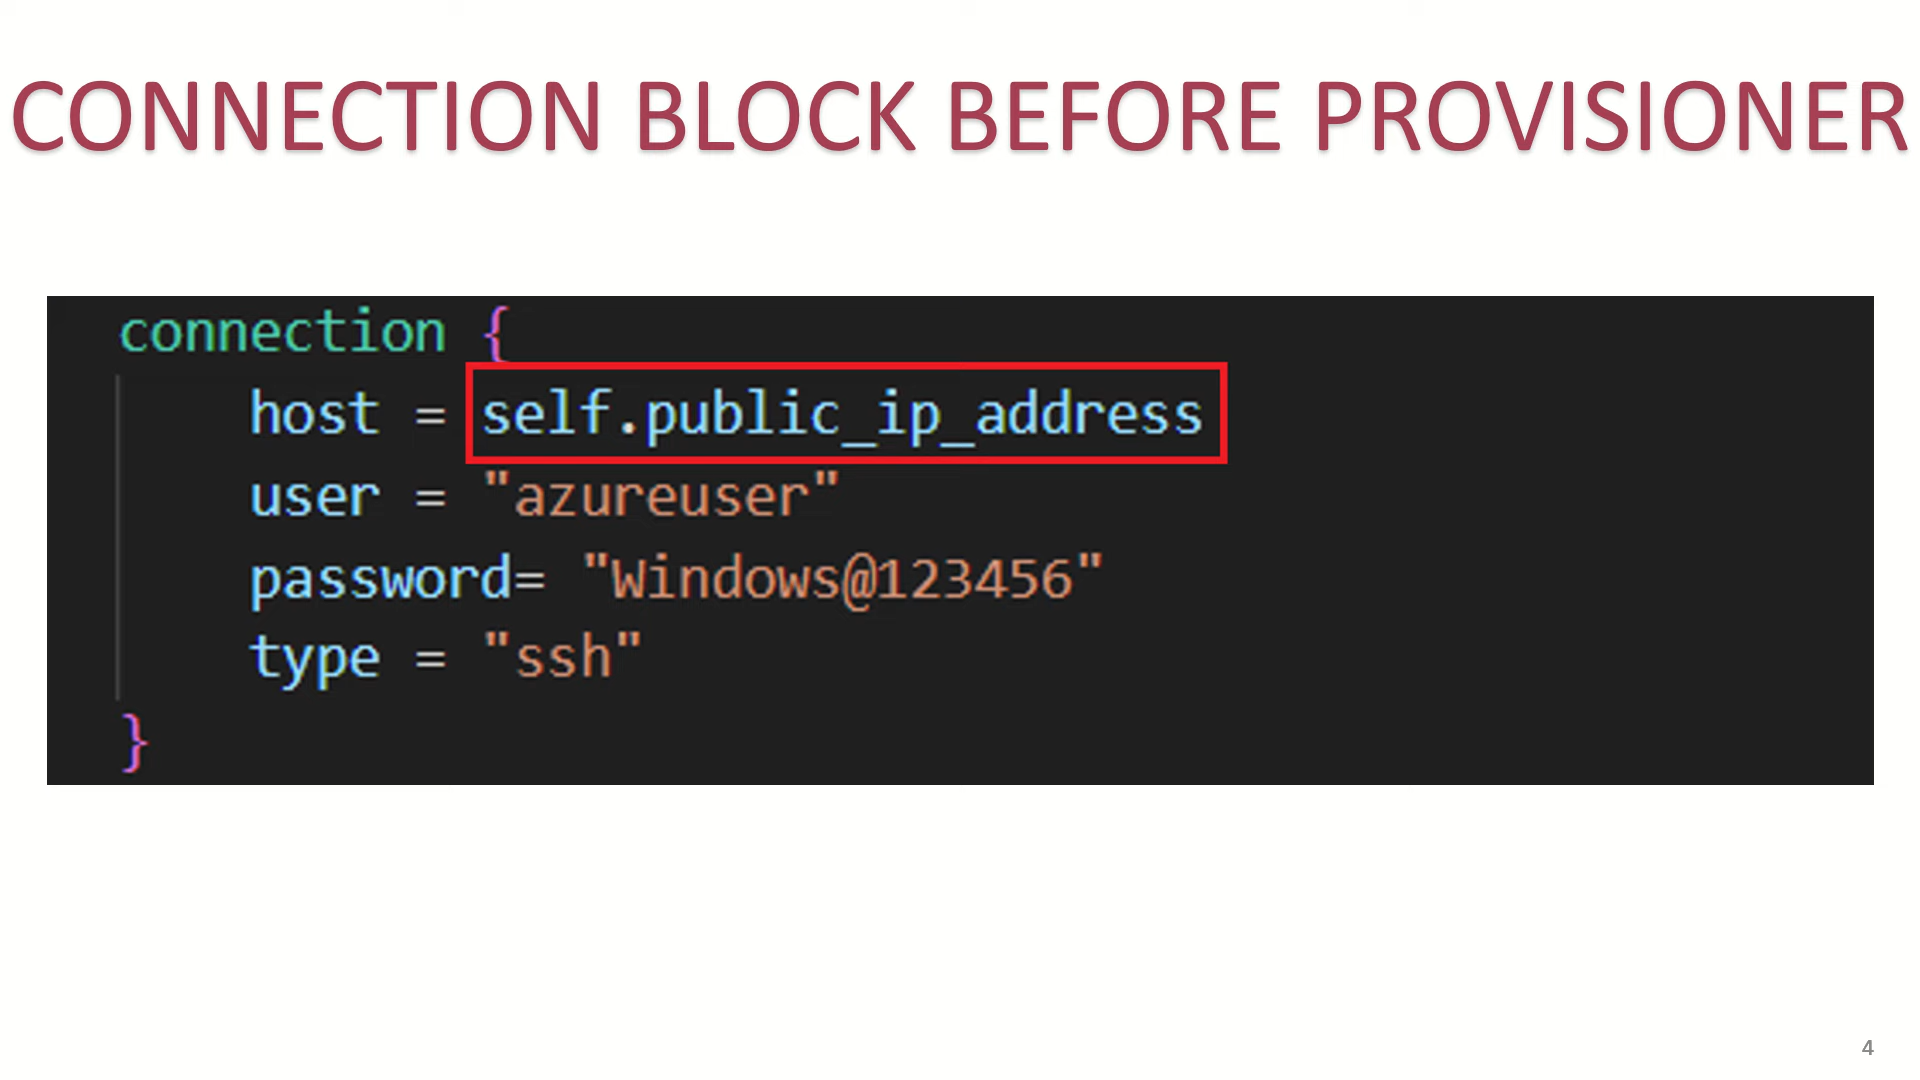 CONNECTION BLOCK BEFORE PROVISIONER
connection {
host = self.public_ip_address
user = "azureuser"
password= "Windows@123456"
type = "ssh"
}
4